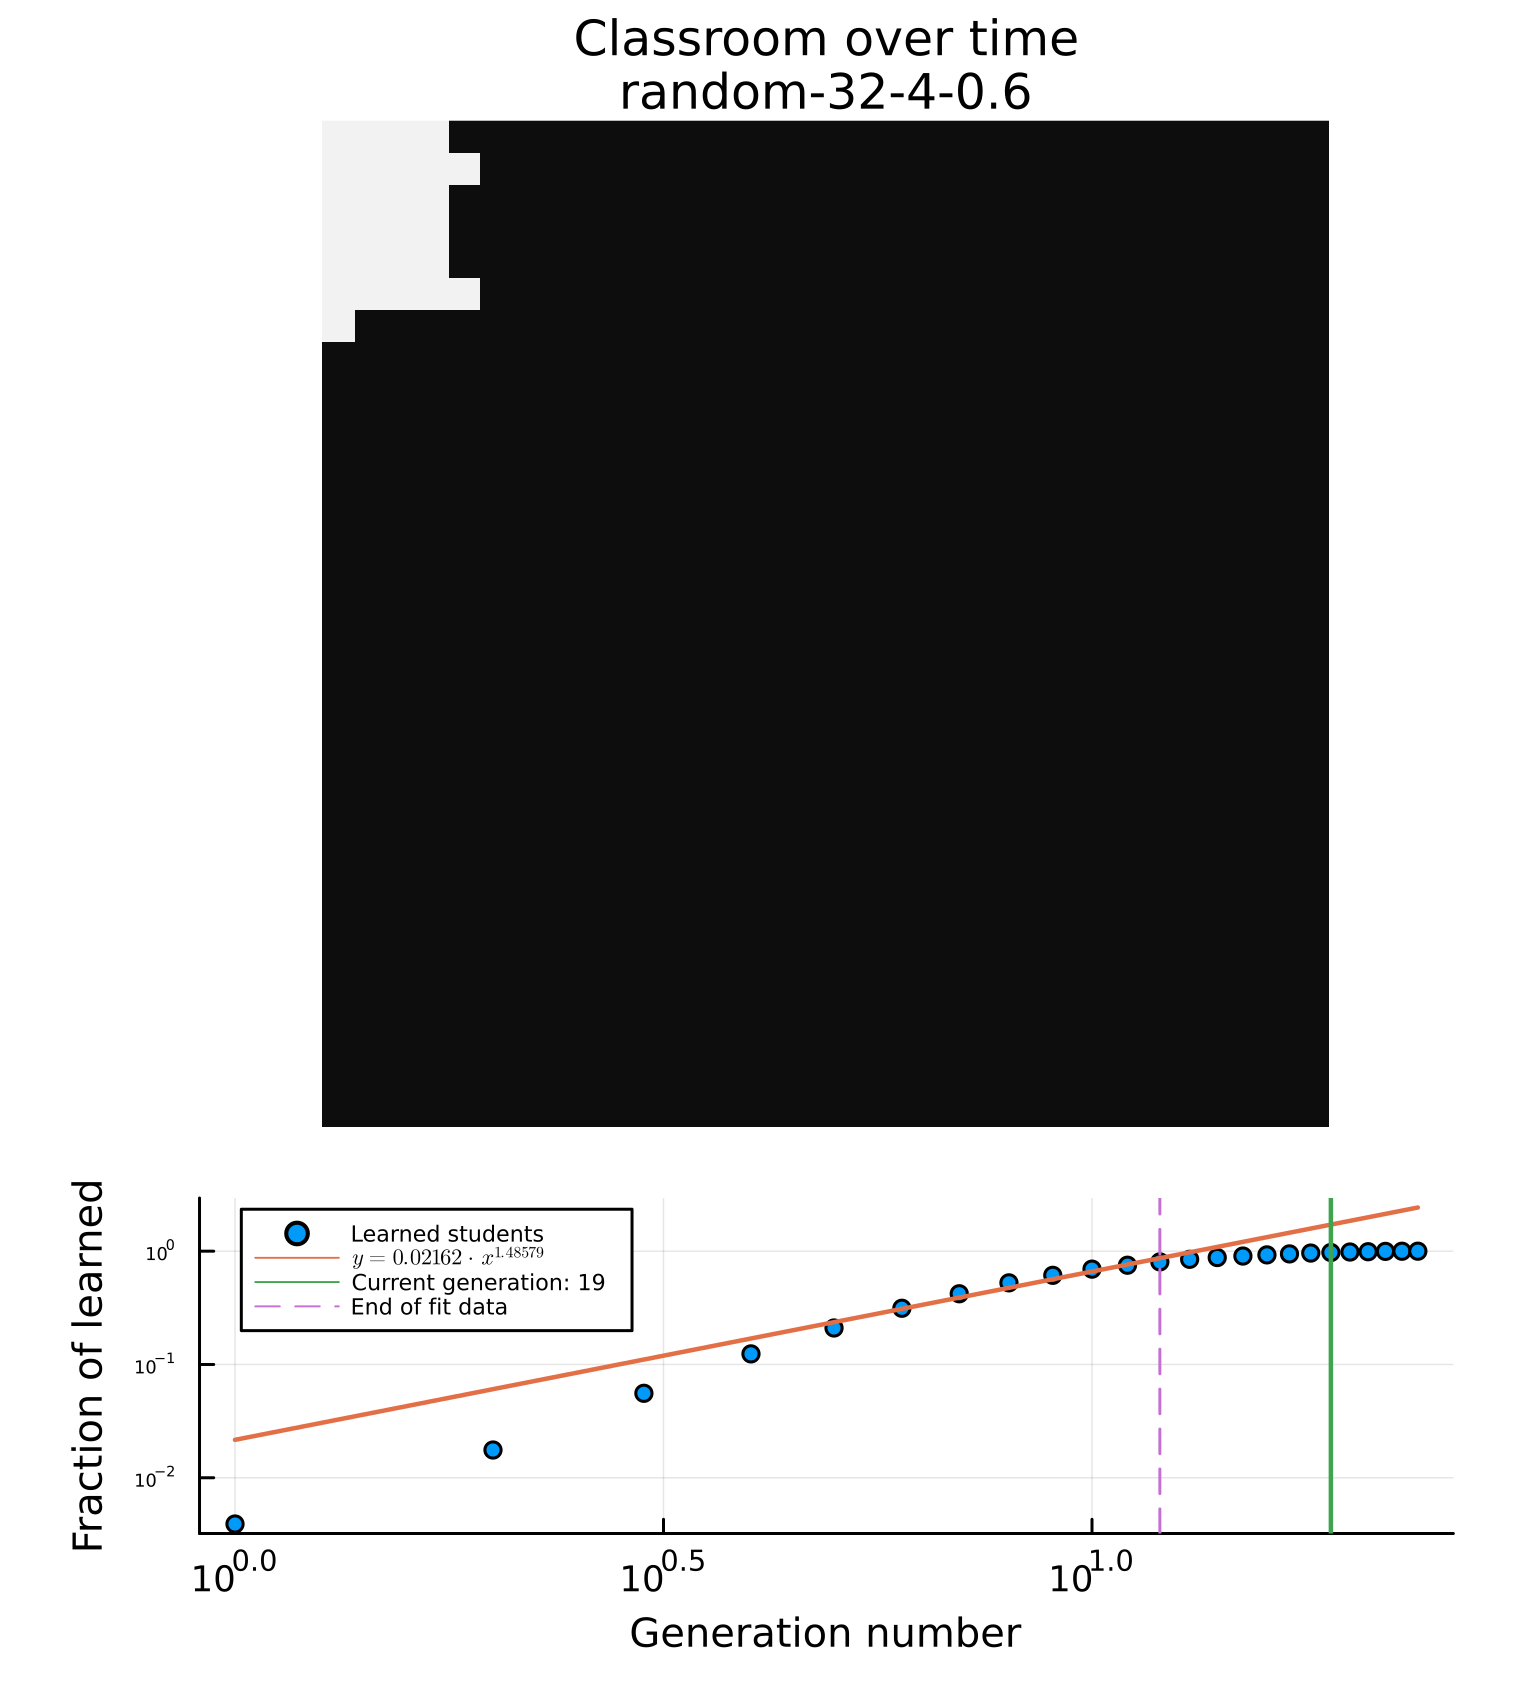 Classroom over time
random-32-4-0.6
Fraction of learned
10⁰
10⁻¹
10⁻²
Learned students
y = 0.02162 · x^1.48579
Current generation: 19
End of fit data
10^0.0 10^0.5 10^1.0
Generation number